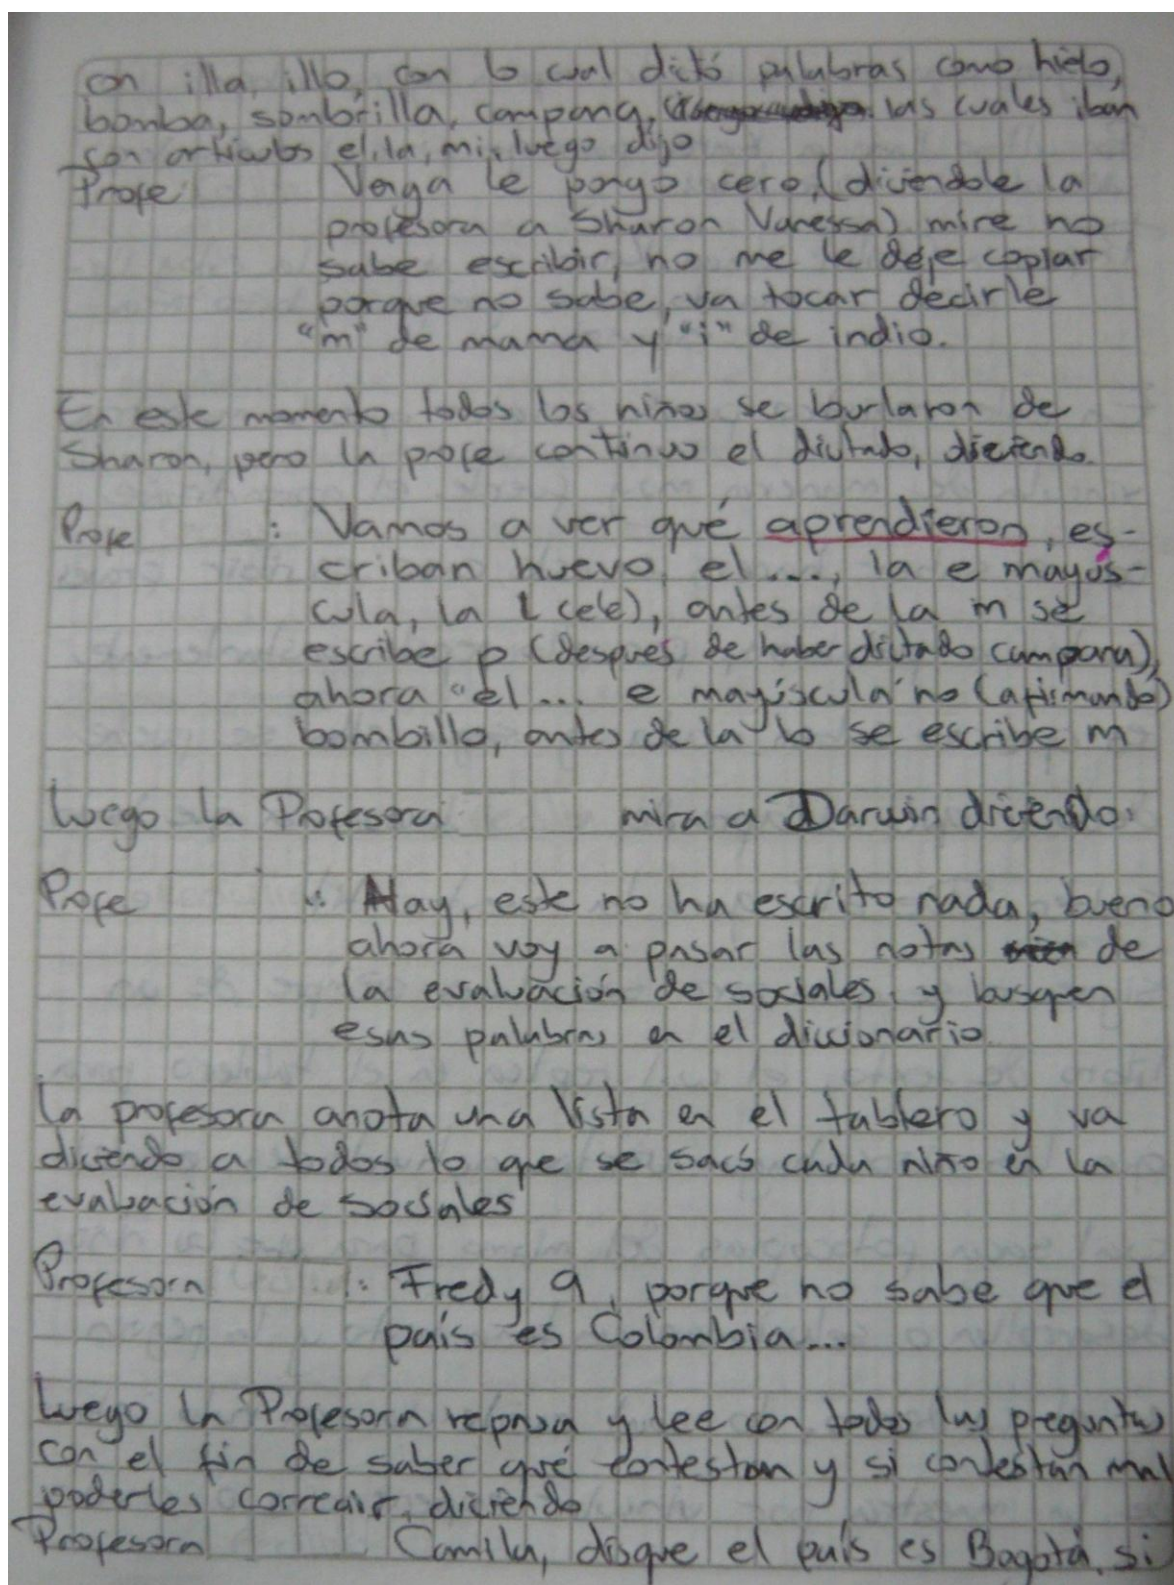 con illa, illo, con lo cual dictó palabras como hielo,
bomba, sombrilla, campana, las cuales iban
con artículos el, la, mi, luego dijo
Profe Venga le pongo cero, (diciendole la
profesora a Sharon Vanessa) mire no
sabe escribir, no me le deje copiar
porque no sabe, va tocar decirle
"m" de mama y "i" de indio.
En este momento todos los niños se burlaron de
Sharon, pero la profe continuo el dictado, diciendo.
Profe : Vamos a ver qué aprendieron, es-
criban huevo, el ..., la e mayús-
cula, la l (ele), antes de la m se
escribe p (después de haber dictado campana),
ahora "el ... e mayúscula" no (afirmando)
bombillo, antes de la b se escribe m
Luego la Profesora mira a Darwin diciendo:
Profe : Hay, este no ha escrito nada, bueno
ahora voy a pasar las notas de
la evaluación de sociales, y busquen
esas palabras en el diccionario.
La profesora anota una lista en el tablero y va
diciendo a todos lo que se sacó cada niño en la
evaluación de sociales
Profesora : Fredy 9, porque no sabe que el
país es Colombia...
Luego la Profesora repasa y lee con todos las preguntas
con el fin de saber qué contestan y si contestan mal
poderles corregir, diciendo
Profesora Camila, disque el país es Bogotá, si